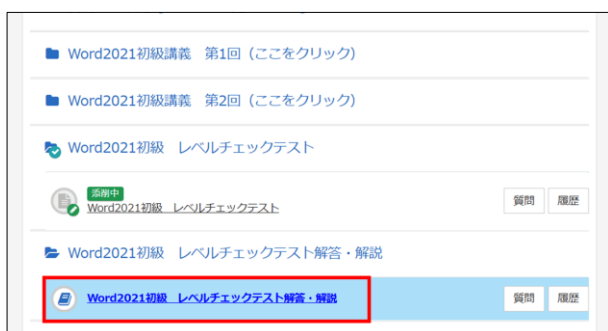 Word2021初級講義　第1回（ここをクリック）
Word2021初級講義　第2回（ここをクリック）
Word2021初級　レベルチェックテスト
添削中
Word2021初級　レベルチェックテスト
質問　履歴
Word2021初級　レベルチェックテスト解答・解説
Word2021初級　レベルチェックテスト解答・解説
質問　履歴